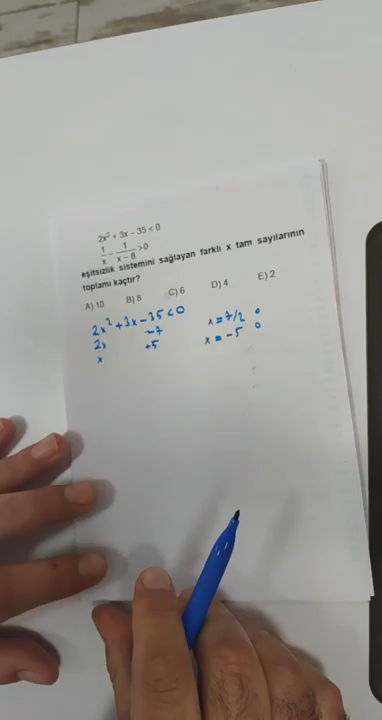 2x² + 3x – 35 < 0
1/x - 1/(x – 8) > 0
eşitsizlik sistemini sağlayan farklı x tam sayılarının
toplamı kaçtır?
A) 10 B) 8 C) 6 D) 4 E) 2
2x² + 3x – 35 < 0
2x -7 x = 7/2
x +5 x = -5